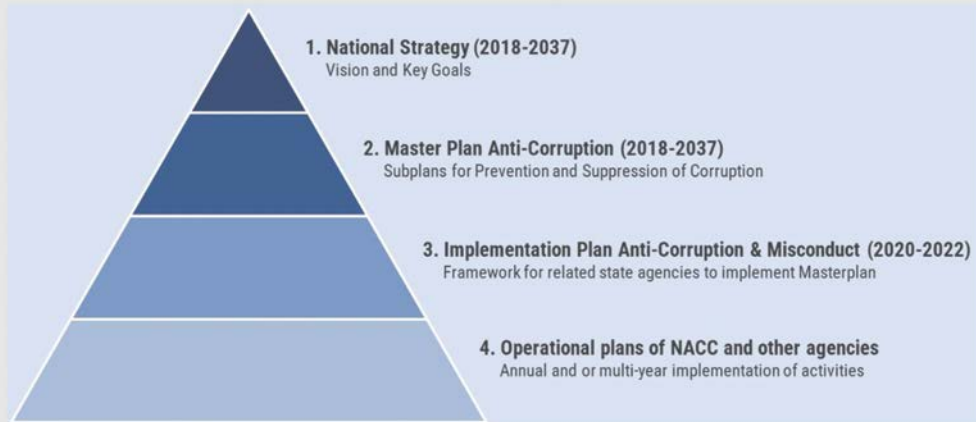 1. National Strategy (2018-2037)
Vision and Key Goals
2. Master Plan Anti-Corruption (2018-2037)
Subplans for Prevention and Suppression of Corruption
3. Implementation Plan Anti-Corruption & Misconduct (2020-2022)
Framework for related state agencies to implement Masterplan
4. Operational plans of NACC and other agencies
Annual and or multi-year implementation of activities